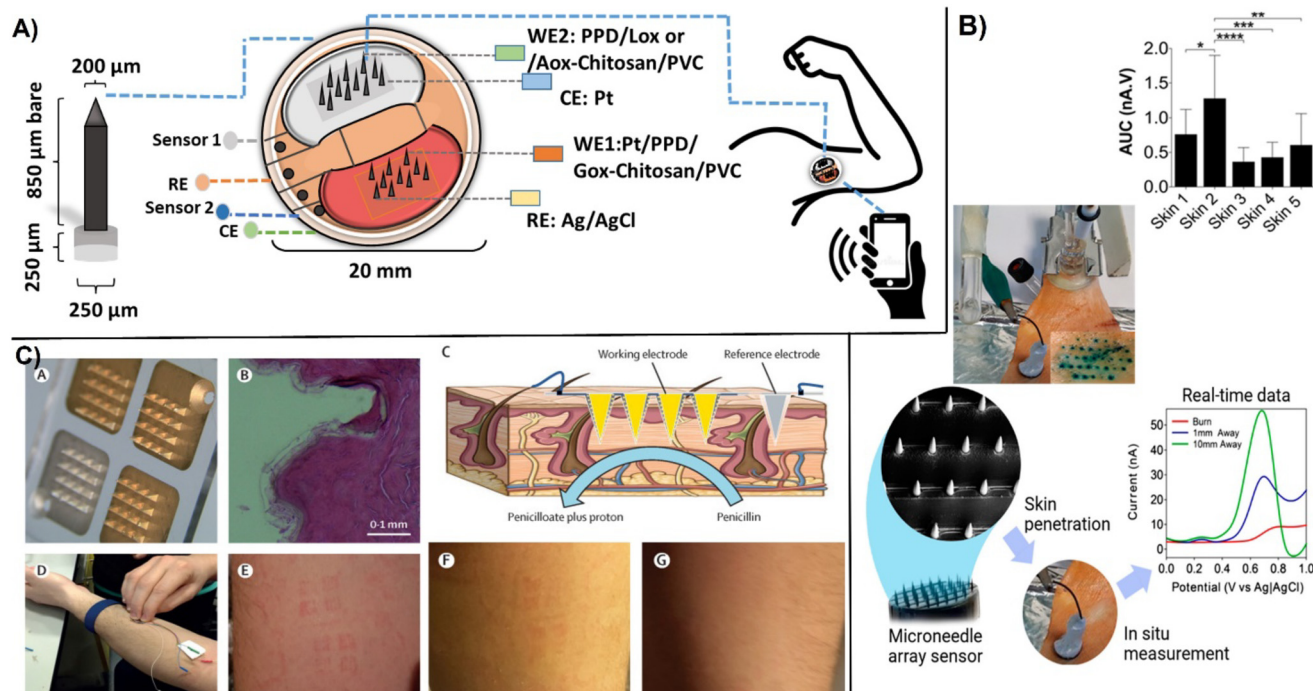 A)
200 µm
850 µm bare
250 µm
250 µm
Sensor 1
RE
Sensor 2
CE
20 mm
WE2: PPD/Lox or
/Aox-Chitosan/PVC
CE: Pt
WE1:Pt/PPD/
Gox-Chitosan/PVC
RE: Ag/AgCl
B)
AUC (nA.V)
2.0
1.5
1.0
0.5
0.0
*
****
***
**
Skin 1
Skin 2
Skin 3
Skin 4
Skin 5
Microneedle
array sensor
Skin
penetration
In situ
measurement
Real-time data
Burn
1mm Away
10mm Away
Current (nA)
50
40
30
20
10
0
0.0 0.2 0.4 0.6 0.8 1.0
Potential (V vs Ag|AgCl)
C)
A
B
0·1 mm
C
Working electrode
Reference electrode
Penicilloate plus proton
Penicillin
D
E
F
G